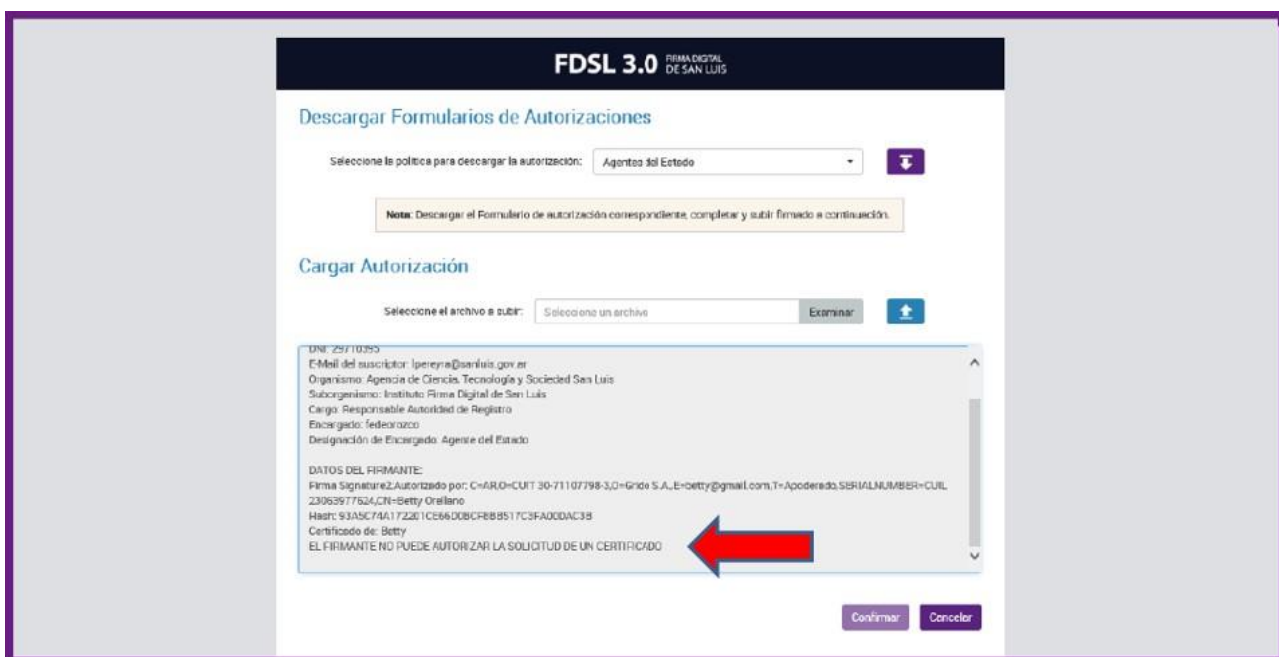 FDSL 3.0 FIRMA DIGITAL
DE SAN LUIS
Descargar Formularios de Autorizaciones
Seleccione la política para descargar la autorización:
Agentes del Estado
Nota: Descargar el Formulario de autorización correspondiente, completar y subir firmado a continuación.
Cargar Autorización
Seleccione el archivo a subir:
Seleccione un archivo
Examinar
DNI: 29710395
E-Mail del suscriptor: lpereyra@sanluis.gov.ar
Organismo: Agencia de Ciencia, Tecnología y Sociedad San Luis
Suborganismo: Instituto Firma Digital de San Luis
Cargo: Responsable Autoridad de Registro
Encargado: fedeorozco
Designación de Encargado: Agente del Estado
DATOS DEL FIRMANTE:
Firma Signature2;Autorizado por: C=AR,O=CUIT 30-71107798-3,O=Grido S.A.,E=betty@gmail.com,T=Apoderado,SERIALNUMBER=CUIL
23063977624,CN=Betty Orellano
Hash:
Certificado de: Betty
EL FIRMANTE NO PUEDE AUTORIZAR LA SOLICITUD DE UN CERTIFICADO
Confirmar
Cancelar